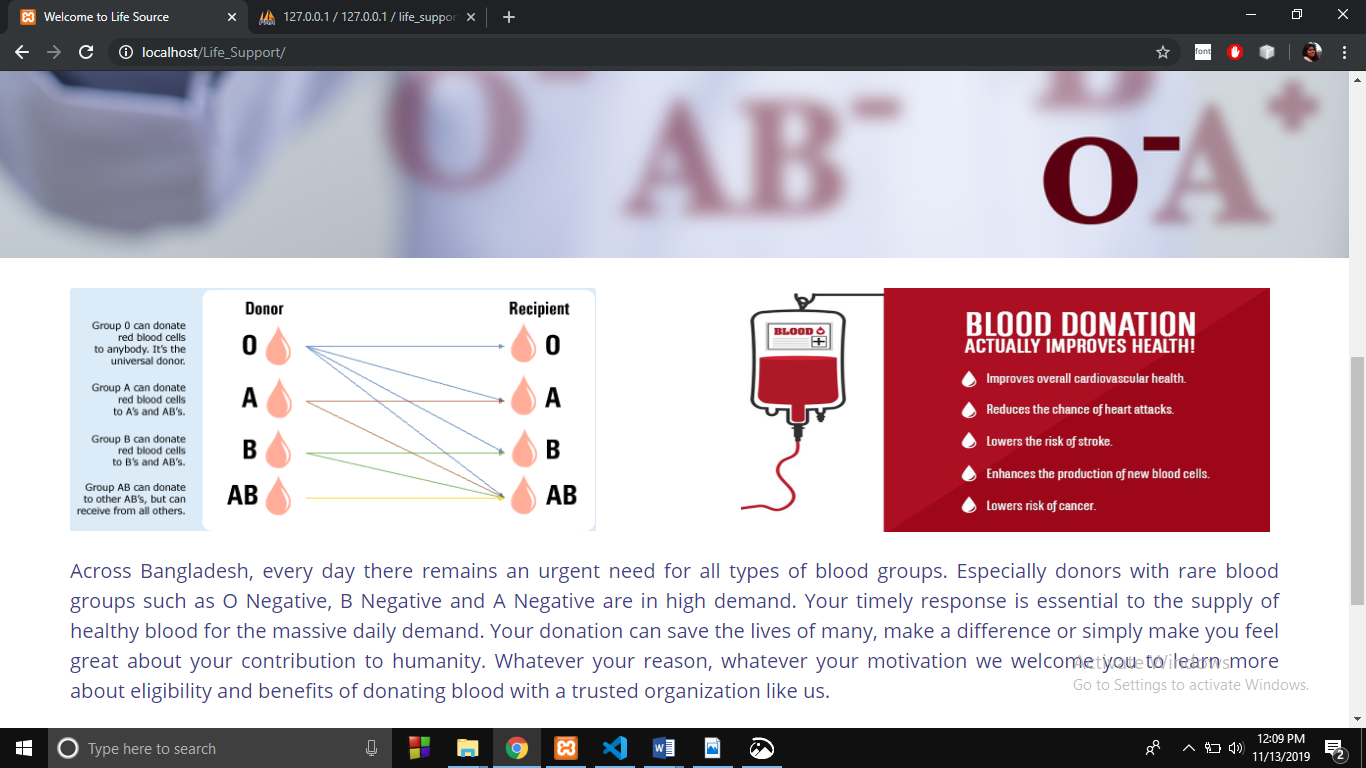 Welcome to Life Source
127.0.0.1 / 127.0.0.1 / life_suppor
localhost/Life_Support/
font
O-
AB-
B
O-
A+
Donor
Recipient
Group 0 can donate
red blood cells
to anybody. It's the
universal donor.
Group A can donate
red blood cells
to A's and AB's.
Group B can donate
red blood cells
to B's and AB's.
Group AB can donate
to other AB's, but can
receive from all others.
O
O
A
A
B
B
AB
AB
BLOOD
BLOOD DONATION
ACTUALLY IMPROVES HEALTH!
Improves overall cardiovascular health.
Reduces the chance of heart attacks.
Lowers the risk of stroke.
Enhances the production of new blood cells.
Lowers risk of cancer.
Across Bangladesh, every day there remains an urgent need for all types of blood groups. Especially donors with rare blood
groups such as O Negative, B Negative and A Negative are in high demand. Your timely response is essential to the supply of
healthy blood for the massive daily demand. Your donation can save the lives of many, make a difference or simply make you feel
great about your contribution to humanity. Whatever your reason, whatever your motivation we welcome you to learn more
about eligibility and benefits of donating blood with a trusted organization like us.
Activate Windows
Go to Settings to activate Windows.
Type here to search
12:09 PM
11/13/2019
2